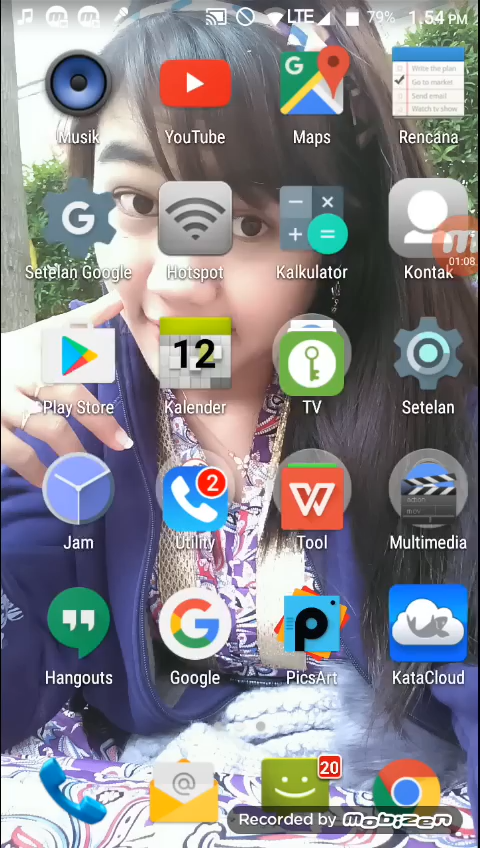 LTE 79% 1.54 PM
G
Write the plan
Go to market
Send email
Watch tv show
Musik YouTube Maps Rencana
G
01:08
Setelan Google Hotspot Kalkulator Kontak
12
Play Store Kalender TV Setelan
2
W
action
mov
Jam Utility Tool Multimedia
G
Hangouts Google PicsArt KataCloud
@
20
Recorded by mobizen